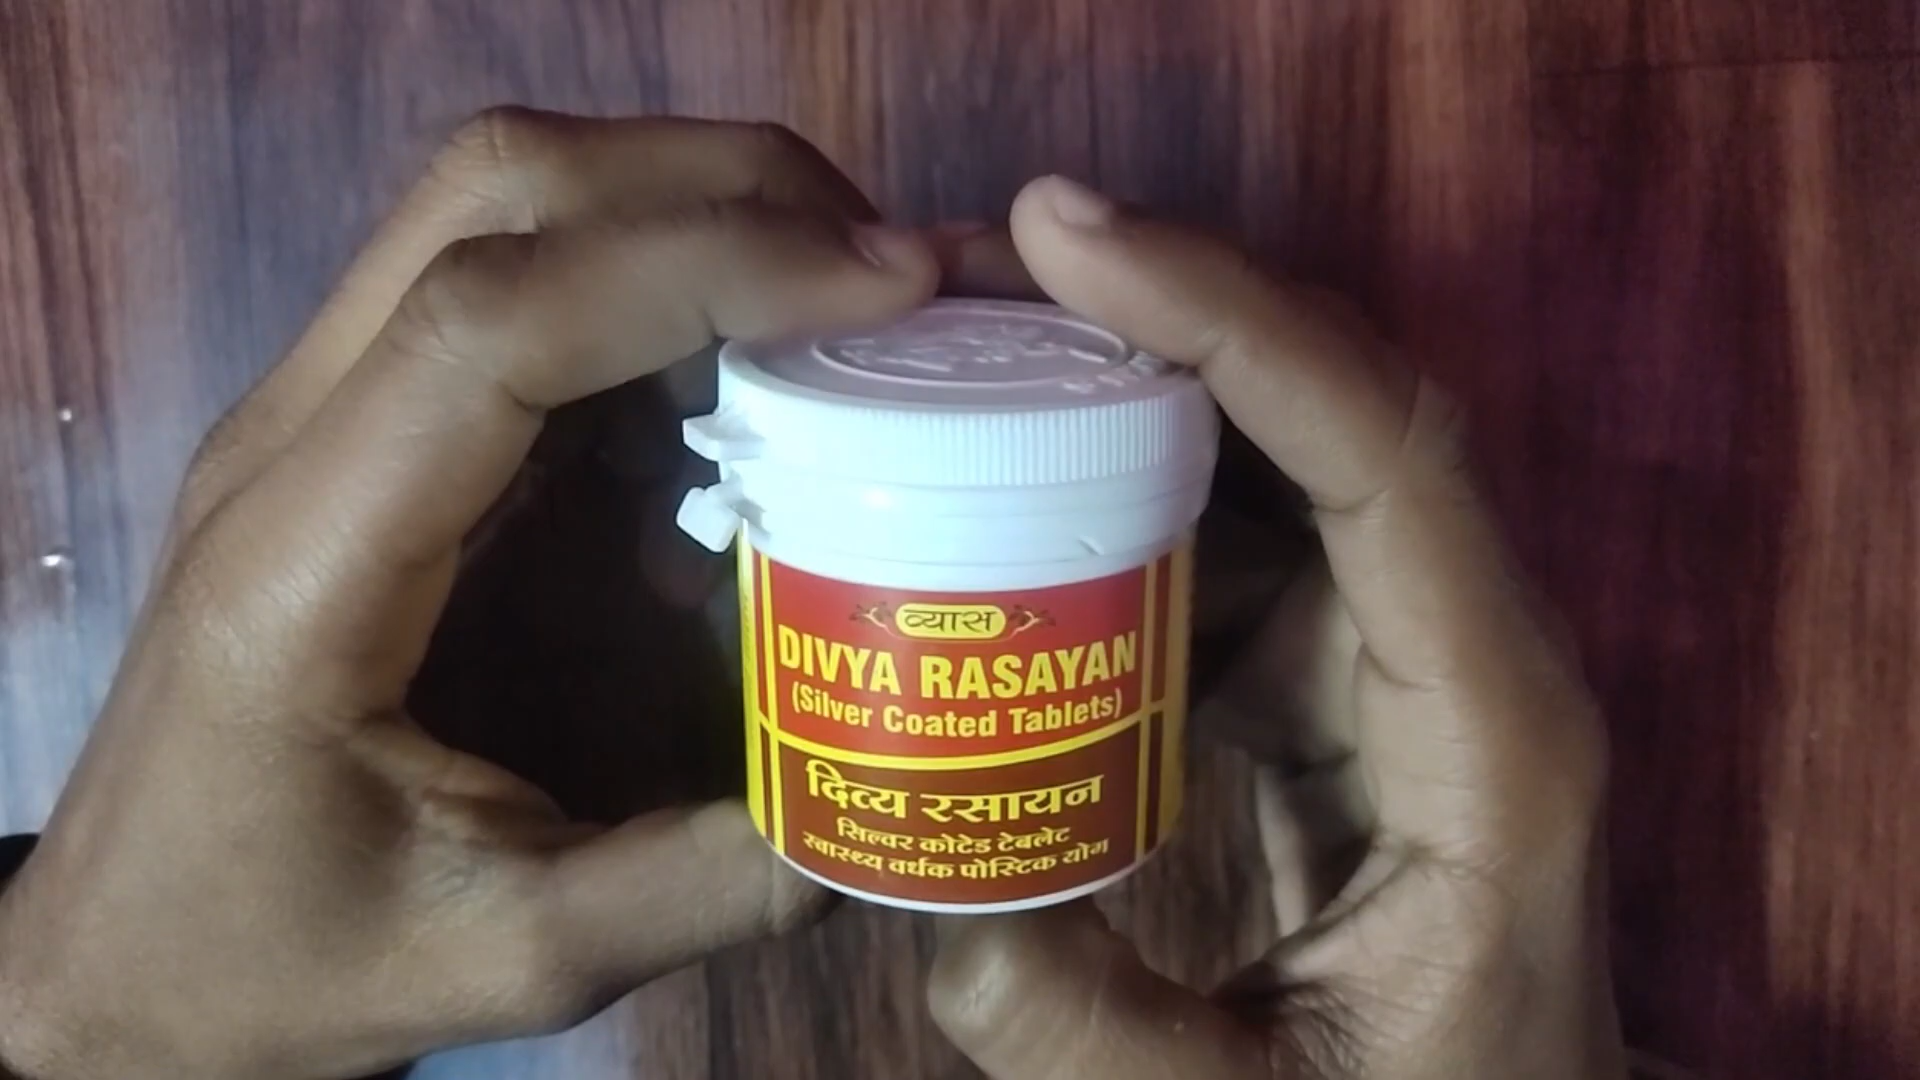 व्यास
DIVYA RASAYAN
(Silver Coated Tablets)
दिव्य रसायन
सिल्वर कोटेड टेबलेट
स्वास्थ्य वर्धक पोस्टिक योग